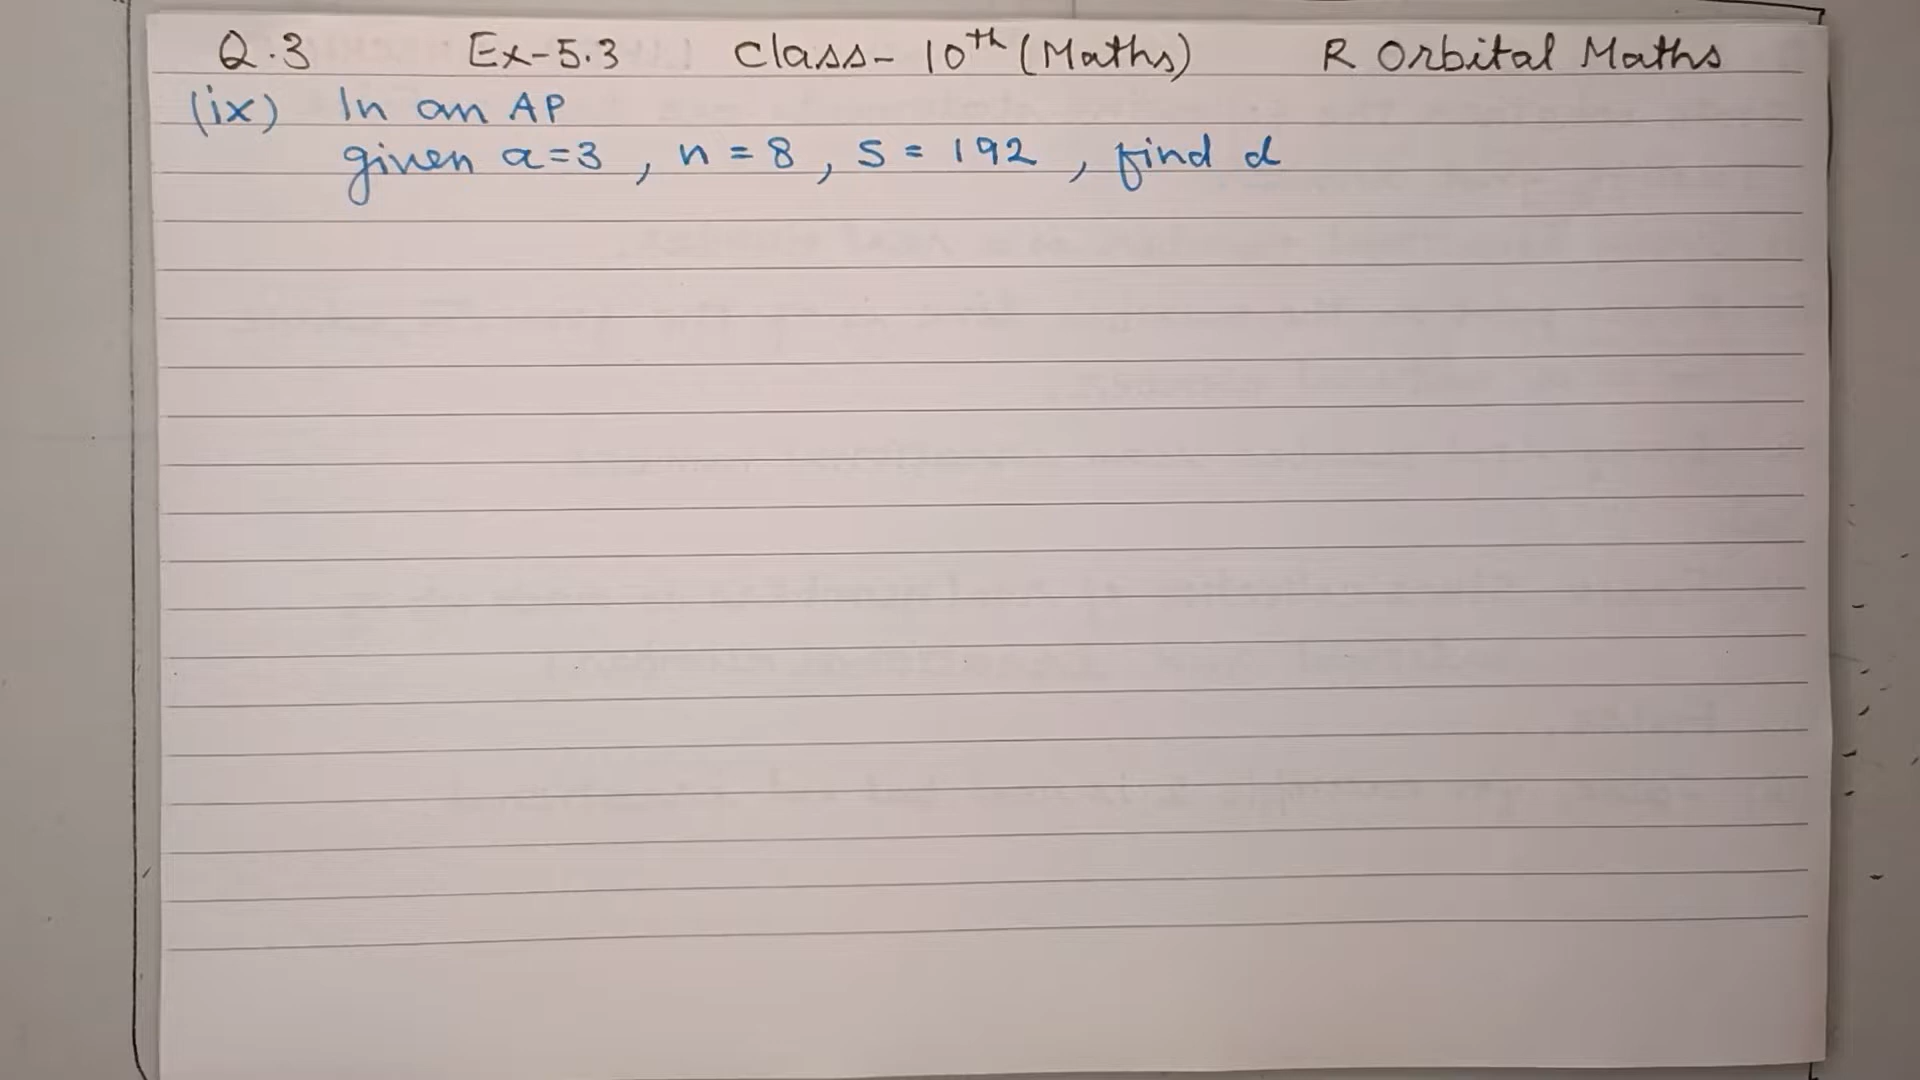 Q.3 Ex-5.3 Class- 10th (Maths) R Orbital Maths
(ix) In an AP
given a=3, n=8, S=192, find d